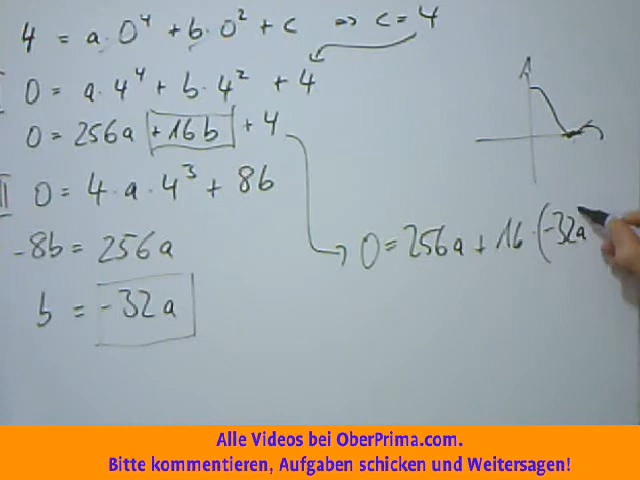 4 = a·0⁴ + b·0² + c ⇒ c = 4
0 = a·4⁴ + b·4² + 4
0 = 256a +16b + 4
II 0 = 4·a·4³ + 8b
-8b = 256a
0 = 256a + 16·(-32a
b = -32a
Alle Videos bei OberPrima.com.
Bitte kommentieren, Aufgaben schicken und Weitersagen!